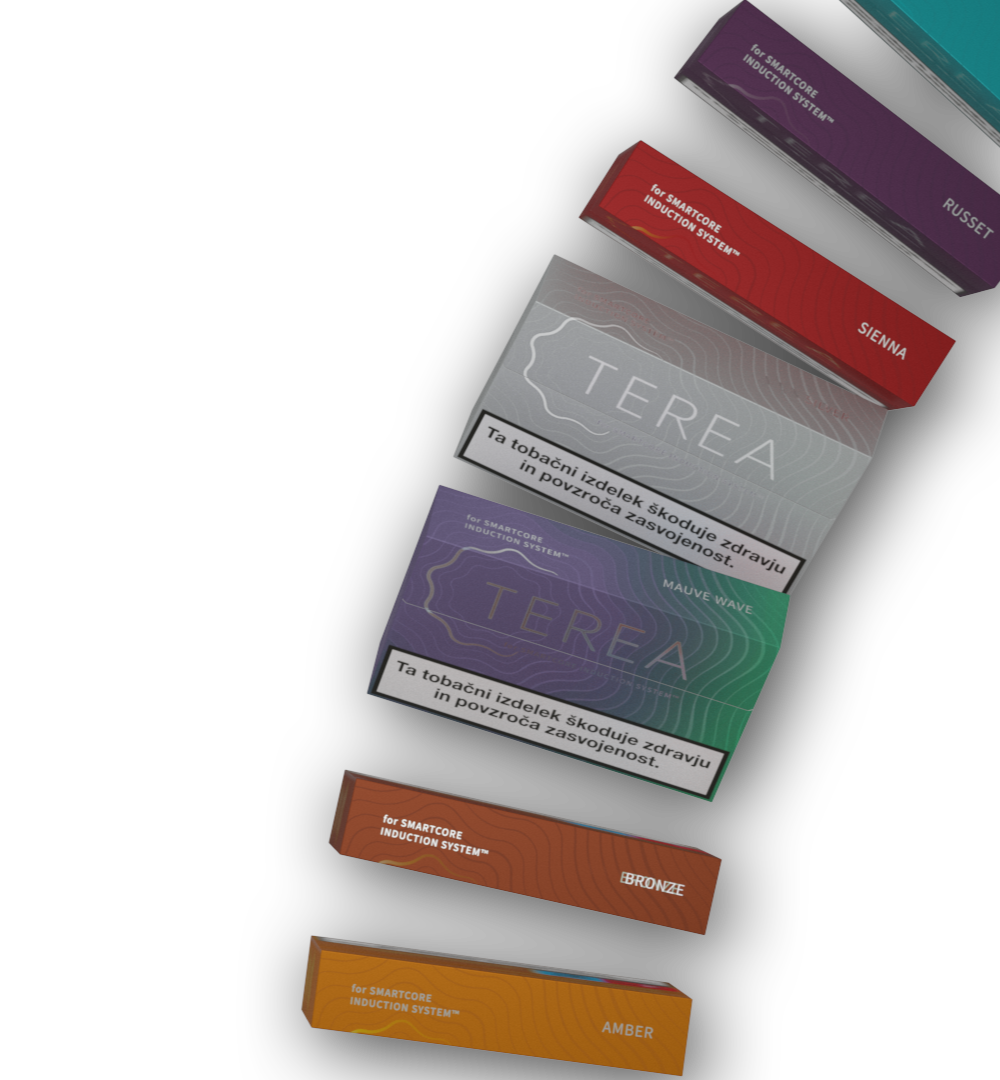 for SMARTCORE
INDUCTION SYSTEM™
RUSSET
for SMARTCORE
INDUCTION SYSTEM™
SIENNA
TEREA
Ta tobačni izdelek škoduje zdravju
in povzroča zasvojenost.
for SMARTCORE
INDUCTION SYSTEM™
MAUVE WAVE
TEREA
Ta tobačni izdelek škoduje zdravju
in povzroča zasvojenost.
for SMARTCORE
INDUCTION SYSTEM™
BRONZE
for SMARTCORE
INDUCTION SYSTEM™
AMBER